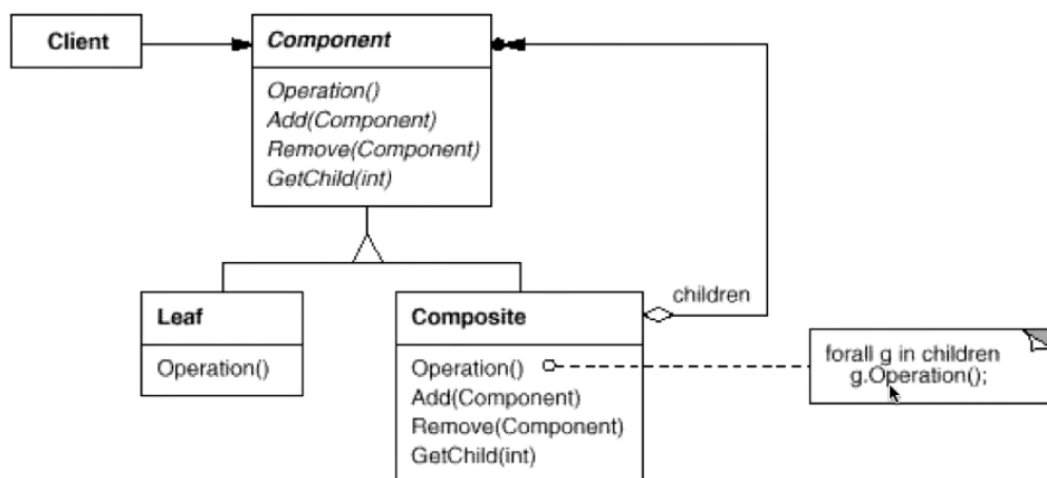 Client
Component
Operation()
Add(Component)
Remove(Component)
GetChild(int)
children
Leaf
Operation()
Composite
Operation()
Add(Component)
Remove(Component)
GetChild(int)
forall g in children
g.Operation();